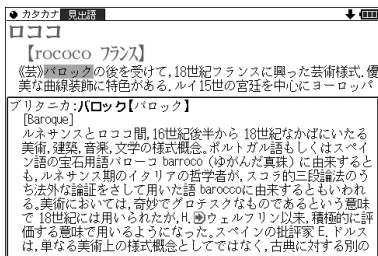 カタカナ 見出語
ロココ
【rococo フランス】
《芸》バロックの後を受けて,18世紀フランスに興った芸術様式.優
美な曲線装飾に特色がある.ルイ15世の宮廷を中心にヨーロッパ
ブリタニカ:バロック【バロック】
[Baroque]
ルネサンスとロココ間,16世紀後半から 18世紀なかばにいたる
美術,建築,音楽,文学の様式概念。ポルトガル語もしくはスペイ
ン語の宝石用語バローコ barroco (ゆがんだ真珠) に由来すると
も,ルネサンス期のイタリアの哲学者が,スコラ的三段論法のう
ち法外な論証をさして用いた語 baroccoに由来するともいわれ
る。美術においては,奇妙でグロテスクなものであるという意味
で 18世紀には用いられたが,H.ウェルフリン以来,積極的に評
価する意味で用いるようになった。スペインの批評家 E.ドルス
は,単なる美術上の様式概念としてではなく,古典に対する別の